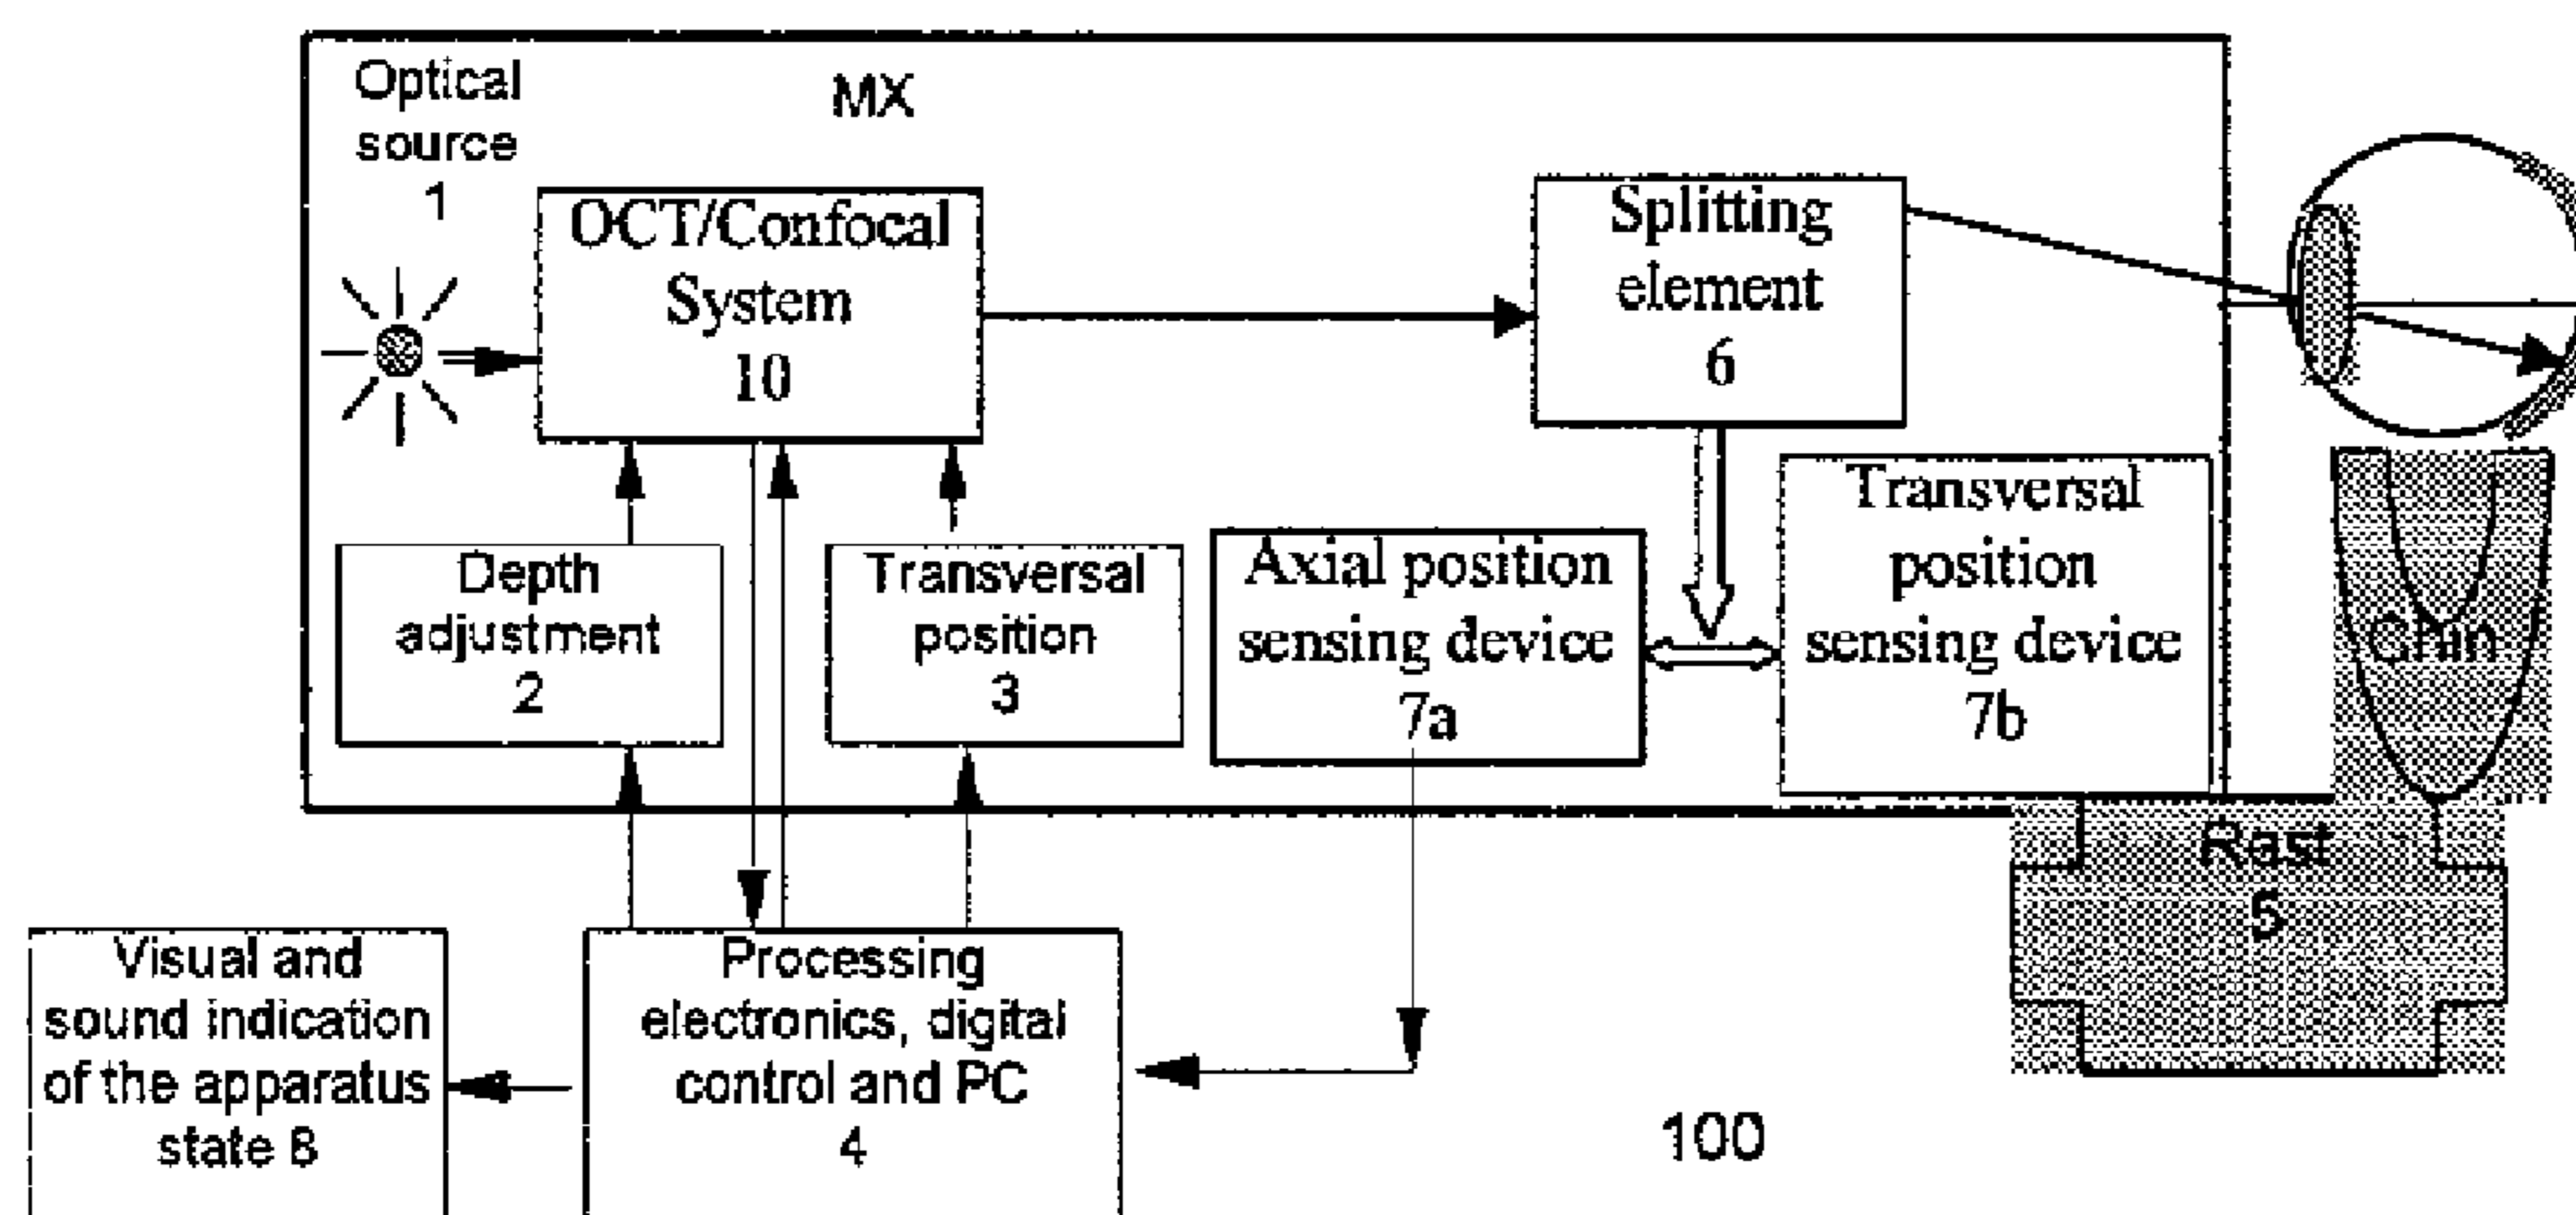 Optical
source
1
MX
OCT/Confocal
System
10
Splitting
element
6
Depth
adjustment
2
Transversal
position
3
Axial position
sensing device
7a
Transversal
position
sensing device
7b
Chin
Rest
5
Visual and
sound indication
of the apparatus
state 8
Processing
electronics, digital
control and PC
4
100